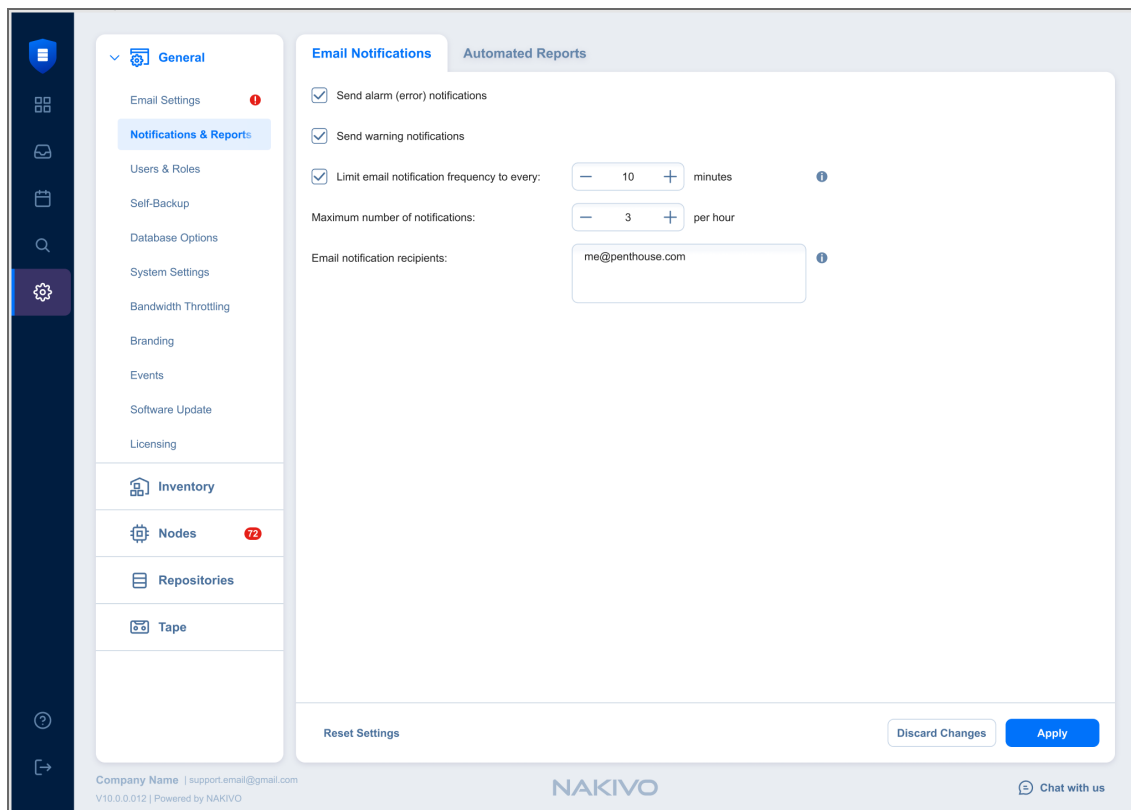 General
Email Settings
!
Notifications & Reports
Users & Roles
Self-Backup
Database Options
System Settings
Bandwidth Throttling
Branding
Events
Software Update
Licensing
Inventory
Nodes 72
Repositories
Tape
Email Notifications Automated Reports
Send alarm (error) notifications
Send warning notifications
Limit email notification frequency to every: − 10 + minutes i
Maximum number of notifications: − 3 + per hour
Email notification recipients: me@penthouse.com i
Reset Settings Discard Changes Apply
Company Name | support.email@gmail.com
V10.0.0.012 | Powered by NAKIVO
NAKIVO
Chat with us
?